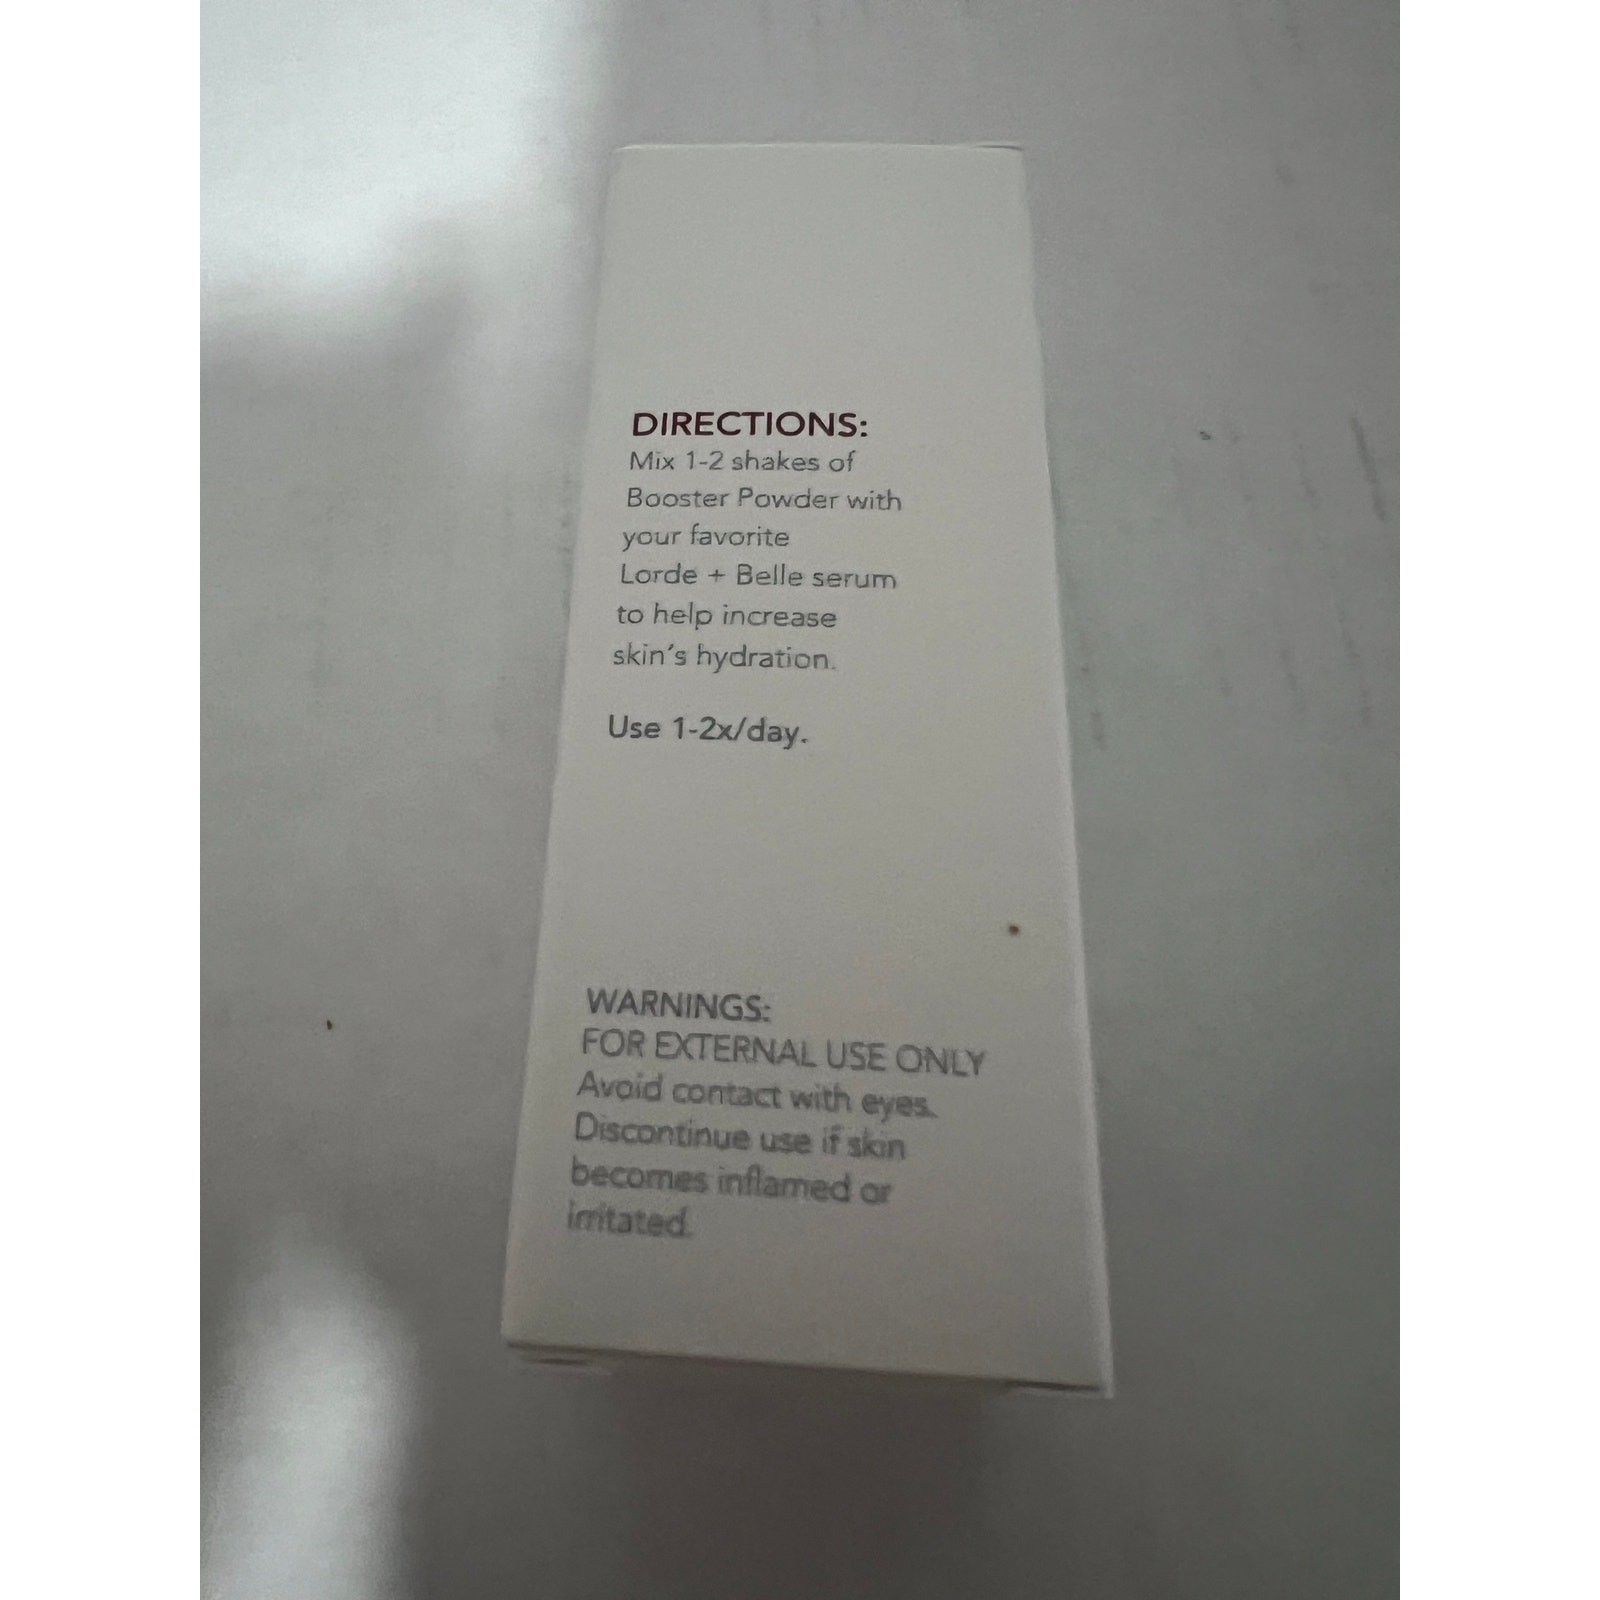 DIRECTIONS:
Mix 1-2 shakes of
Booster Powder with
your favorite
Lorde + Belle serum
to help increase
skin's hydration.
Use 1-2x/day.
WARNINGS:
FOR EXTERNAL USE ONLY
Avoid contact with eyes.
Discontinue use if skin
becomes inflamed or
irritated.